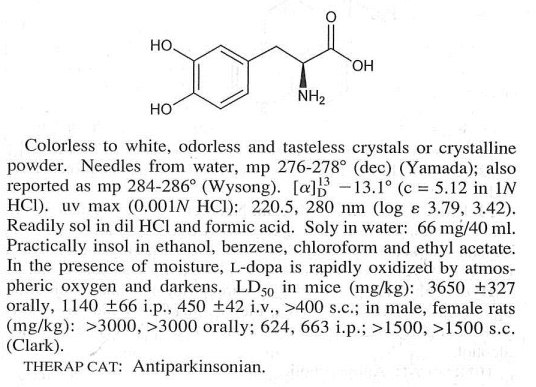 O
HO
OH
NH2
HO
Colorless to white, odorless and tasteless crystals or crystalline
powder. Needles from water, mp 276-278° (dec) (Yamada); also
reported as mp 284-286° (Wysong). [α]D13 −13.1° (c = 5.12 in 1N
HCl). uv max (0.001N HCl): 220.5, 280 nm (log ε 3.79, 3.42).
Readily sol in dil HCl and formic acid. Soly in water: 66 mg/40 ml.
Practically insol in ethanol, benzene, chloroform and ethyl acetate.
In the presence of moisture, L-dopa is rapidly oxidized by atmos-
pheric oxygen and darkens. LD50 in mice (mg/kg): 3650 ±327
orally, 1140 ±66 i.p., 450 ±42 i.v., >400 s.c.; in male, female rats
(mg/kg): >3000, >3000 orally; 624, 663 i.p.; >1500, >1500 s.c.
(Clark).
THERAP CAT: Antiparkinsonian.